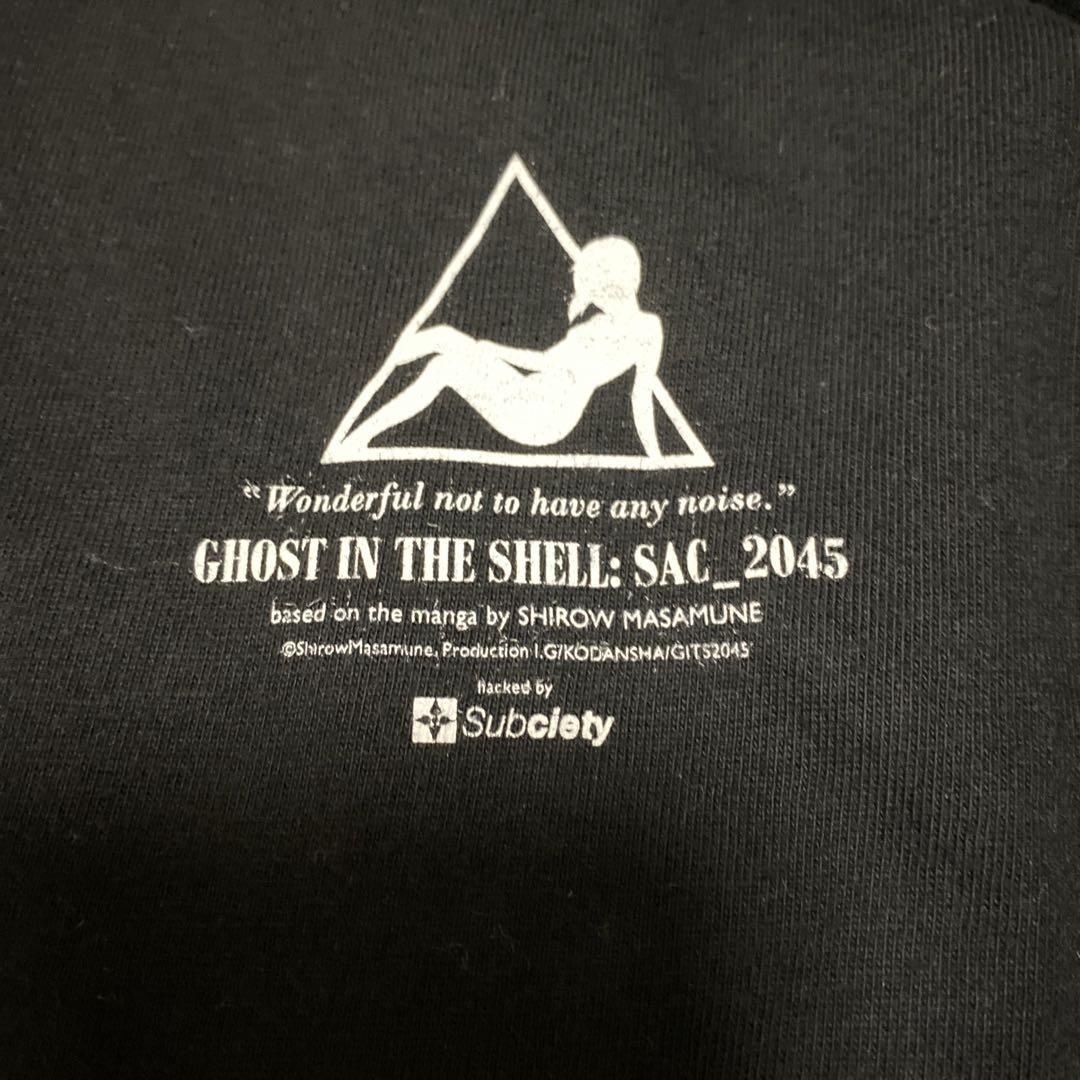 “Wonderful not to have any noise.”
GHOST IN THE SHELL: SAC_2045
based on the manga by SHIROW MASAMUNE
©ShirowMasamune, Production I.G/KODANSHA/GITS2045
hacked by
Subciety